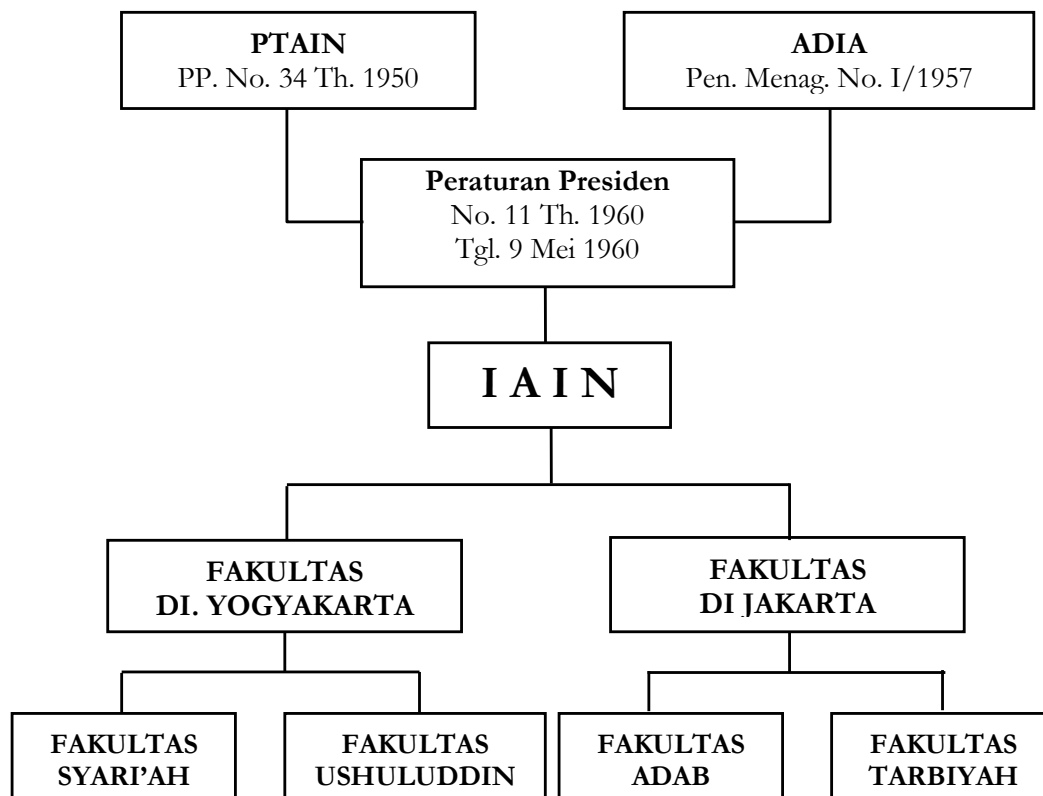 PTAIN
PP. No. 34 Th. 1950
ADIA
Pen. Menag. No. I/1957
Peraturan Presiden
No. 11 Th. 1960
Tgl. 9 Mei 1960
I A I N
FAKULTAS
DI. YOGYAKARTA
FAKULTAS
DI JAKARTA
FAKULTAS
SYARI’AH
FAKULTAS
USHULUDDIN
FAKULTAS
ADAB
FAKULTAS
TARBIYAH